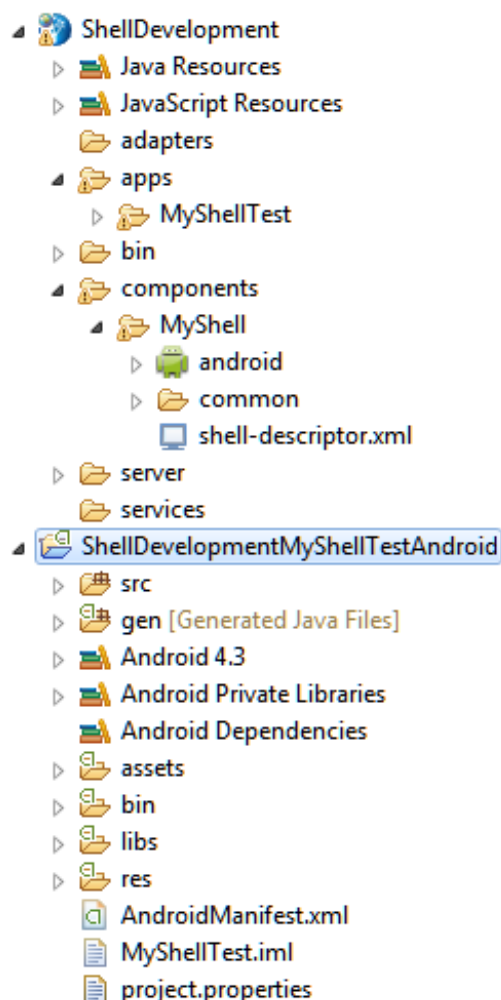 ShellDevelopment
Java Resources
JavaScript Resources
adapters
apps
MyShellTest
bin
components
MyShell
android
common
shell-descriptor.xml
server
services
ShellDevelopmentMyShellTestAndroid
src
gen [Generated Java Files]
Android 4.3
Android Private Libraries
Android Dependencies
assets
bin
libs
res
AndroidManifest.xml
MyShellTest.iml
project.properties